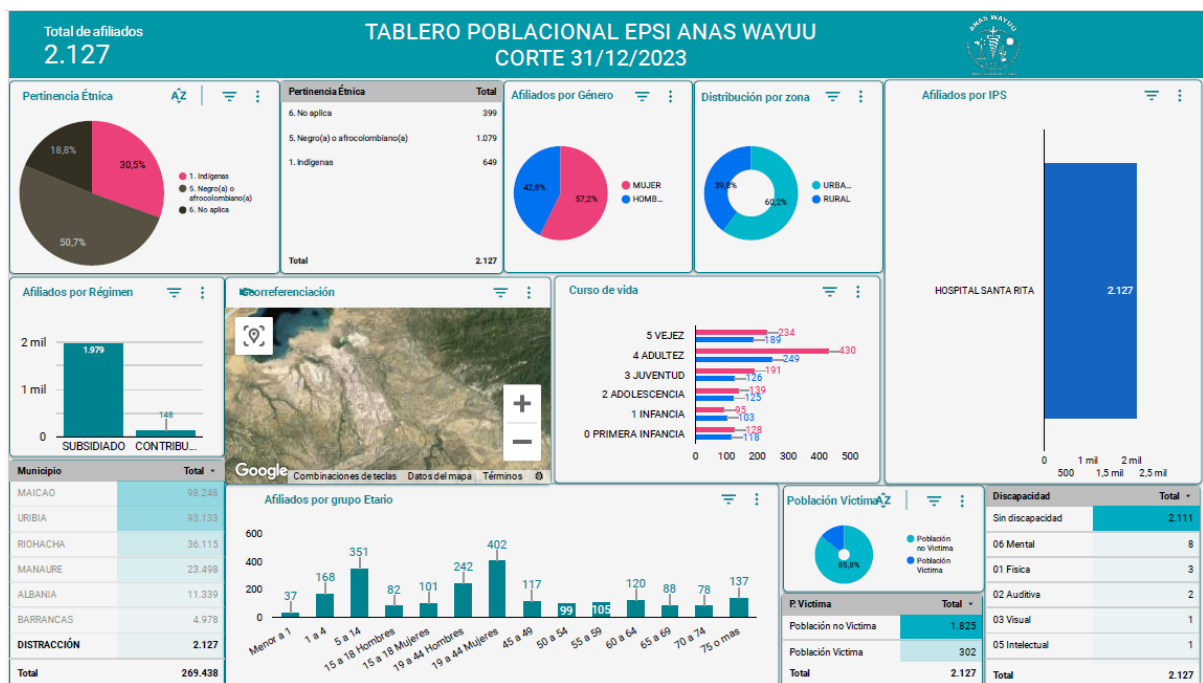 Total de afiliados
2.127
TABLERO POBLACIONAL EPSI ANAS WAYUU
CORTE 31/12/2023
ANAS WAYUU
Pertinencia Étnica
18,8%
30,5%
50,7%
1. Indígenas
5. Negro(a) o
afrocolombiano(a)
6. No aplica
Pertinencia Étnica Total
6. No aplica 399
5. Negro(a) o afrocolombiano(a) 1.079
1. Indígenas 649
Total 2.127
Afiliados por Género
42,8%
57,2%
MUJER
HOMB...
Distribución por zona
39,8%
60,2%
URBA...
RURAL
Afiliados por IPS
HOSPITAL SANTA RITA
2.127
0 1 mil 2 mil
500 1,5 mil 2,5 mil
Afiliados por Régimen
2 mil
1 mil
0
1.979
148
SUBSIDIADO CONTRIBU...
Georreferenciación
Google
Combinaciones de teclas Datos del mapa Términos
Curso de vida
5 VEJEZ 234
189
4 ADULTEZ 430
249
3 JUVENTUD 191
126
2 ADOLESCENCIA 139
125
1 INFANCIA 95
103
0 PRIMERA INFANCIA 128
118
0 100 200 300 400 500
Municipio Total
MAICAO 98.248
URIBIA 93.133
RIOHACHA 36.115
MANAURE 23.498
ALBANIA 11.339
BARRANCAS 4.978
DISTRACCIÓN 2.127
Total 269.438
Afiliados por grupo Etario
600
400
200
0
37 168 351 82 101 242 402 117 99 105 120 88 78 137
Menor a 1 1 a 4 5 a 14 15 a 18 Hombres 15 a 18 Mujeres 19 a 44 Hombres 19 a 44 Mujeres 45 a 49 50 a 54 55 a 59 60 a 64 65 a 69 70 a 74 75 o mas
Población Victima
85,8%
Población
no Victima
Población
Victima
P. Victima Total
Población no Victima 1.825
Población Victima 302
Total 2.127
Discapacidad Total
Sin discapacidad 2.111
06 Mental 8
01 Fisica 3
02 Auditiva 2
03 Visual 1
05 Intelectual 1
Total 2.127